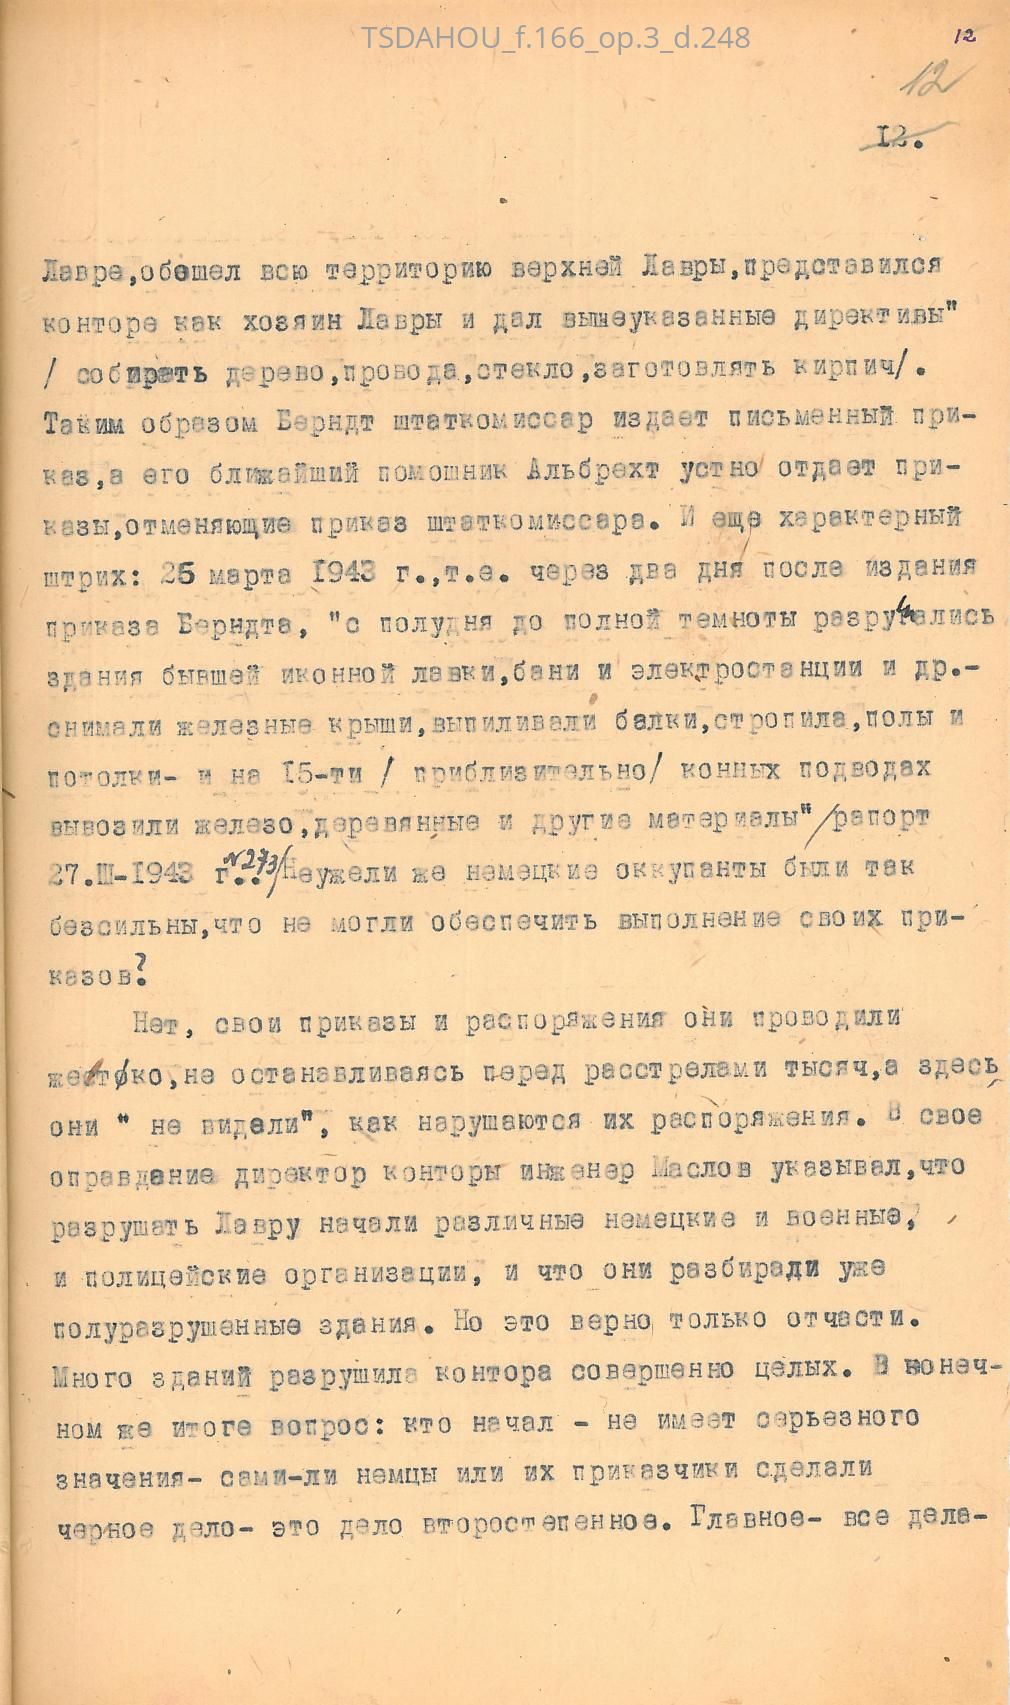 TSDAHOU_f.166_op.3_d.248
12
12
12.
Лавре,обошел всю территорию верхней Лавры,представился
конторе как хозяин Лавры и дал вышеуказанные директивы"
/ собирать дерево,провода,стекло,заготовлять кирпич/.
Таким образом Берндт штаткомиссар издает письменный при-
каз,а его ближайший помошник Альбрехт устно отдает при-
казы,отменяющие приказ штаткомиссара. И еще характерный
штрих: 25 марта 1943 г.,т.е. через два дня после издания
приказа Берндта, "с полудня до полной темноты разрушались
здания бывшей иконной лавки,бани и электростанции и др.-
снимали железные крыши,выпиливали балки,стропила,полы и
потолки- и на 15-ти / приблизительно/ конных подводах
вывозили железо,деревянные и другие материалы"/рапорт
27.Ш-1943 г.. №273/ Неужели же немецкие оккупанты были так
безсильны,что не могли обеспечить выполнение своих при-
казов?
Нет, свои приказы и распоряжения они проводили
жестоко,не останавливаясь перед расстрелами тысяч,а здесь
они " не видели", как нарушаются их распоряжения. В свое
оправдание директор конторы инженер Маслов указывал,что
разрушать Лавру начали различные немецкие и военные,
и полицейские организации, и что они разбирали уже
полуразрушенные здания. Но это верно только отчасти.
Много зданий разрушила контора совершенно целых. В конеч-
ном же итоге вопрос: кто начал - не имеет серьезного
значения- сами-ли немцы или их приказчики сделали
черное дело- это дело второстепенное. Главное- все дела-